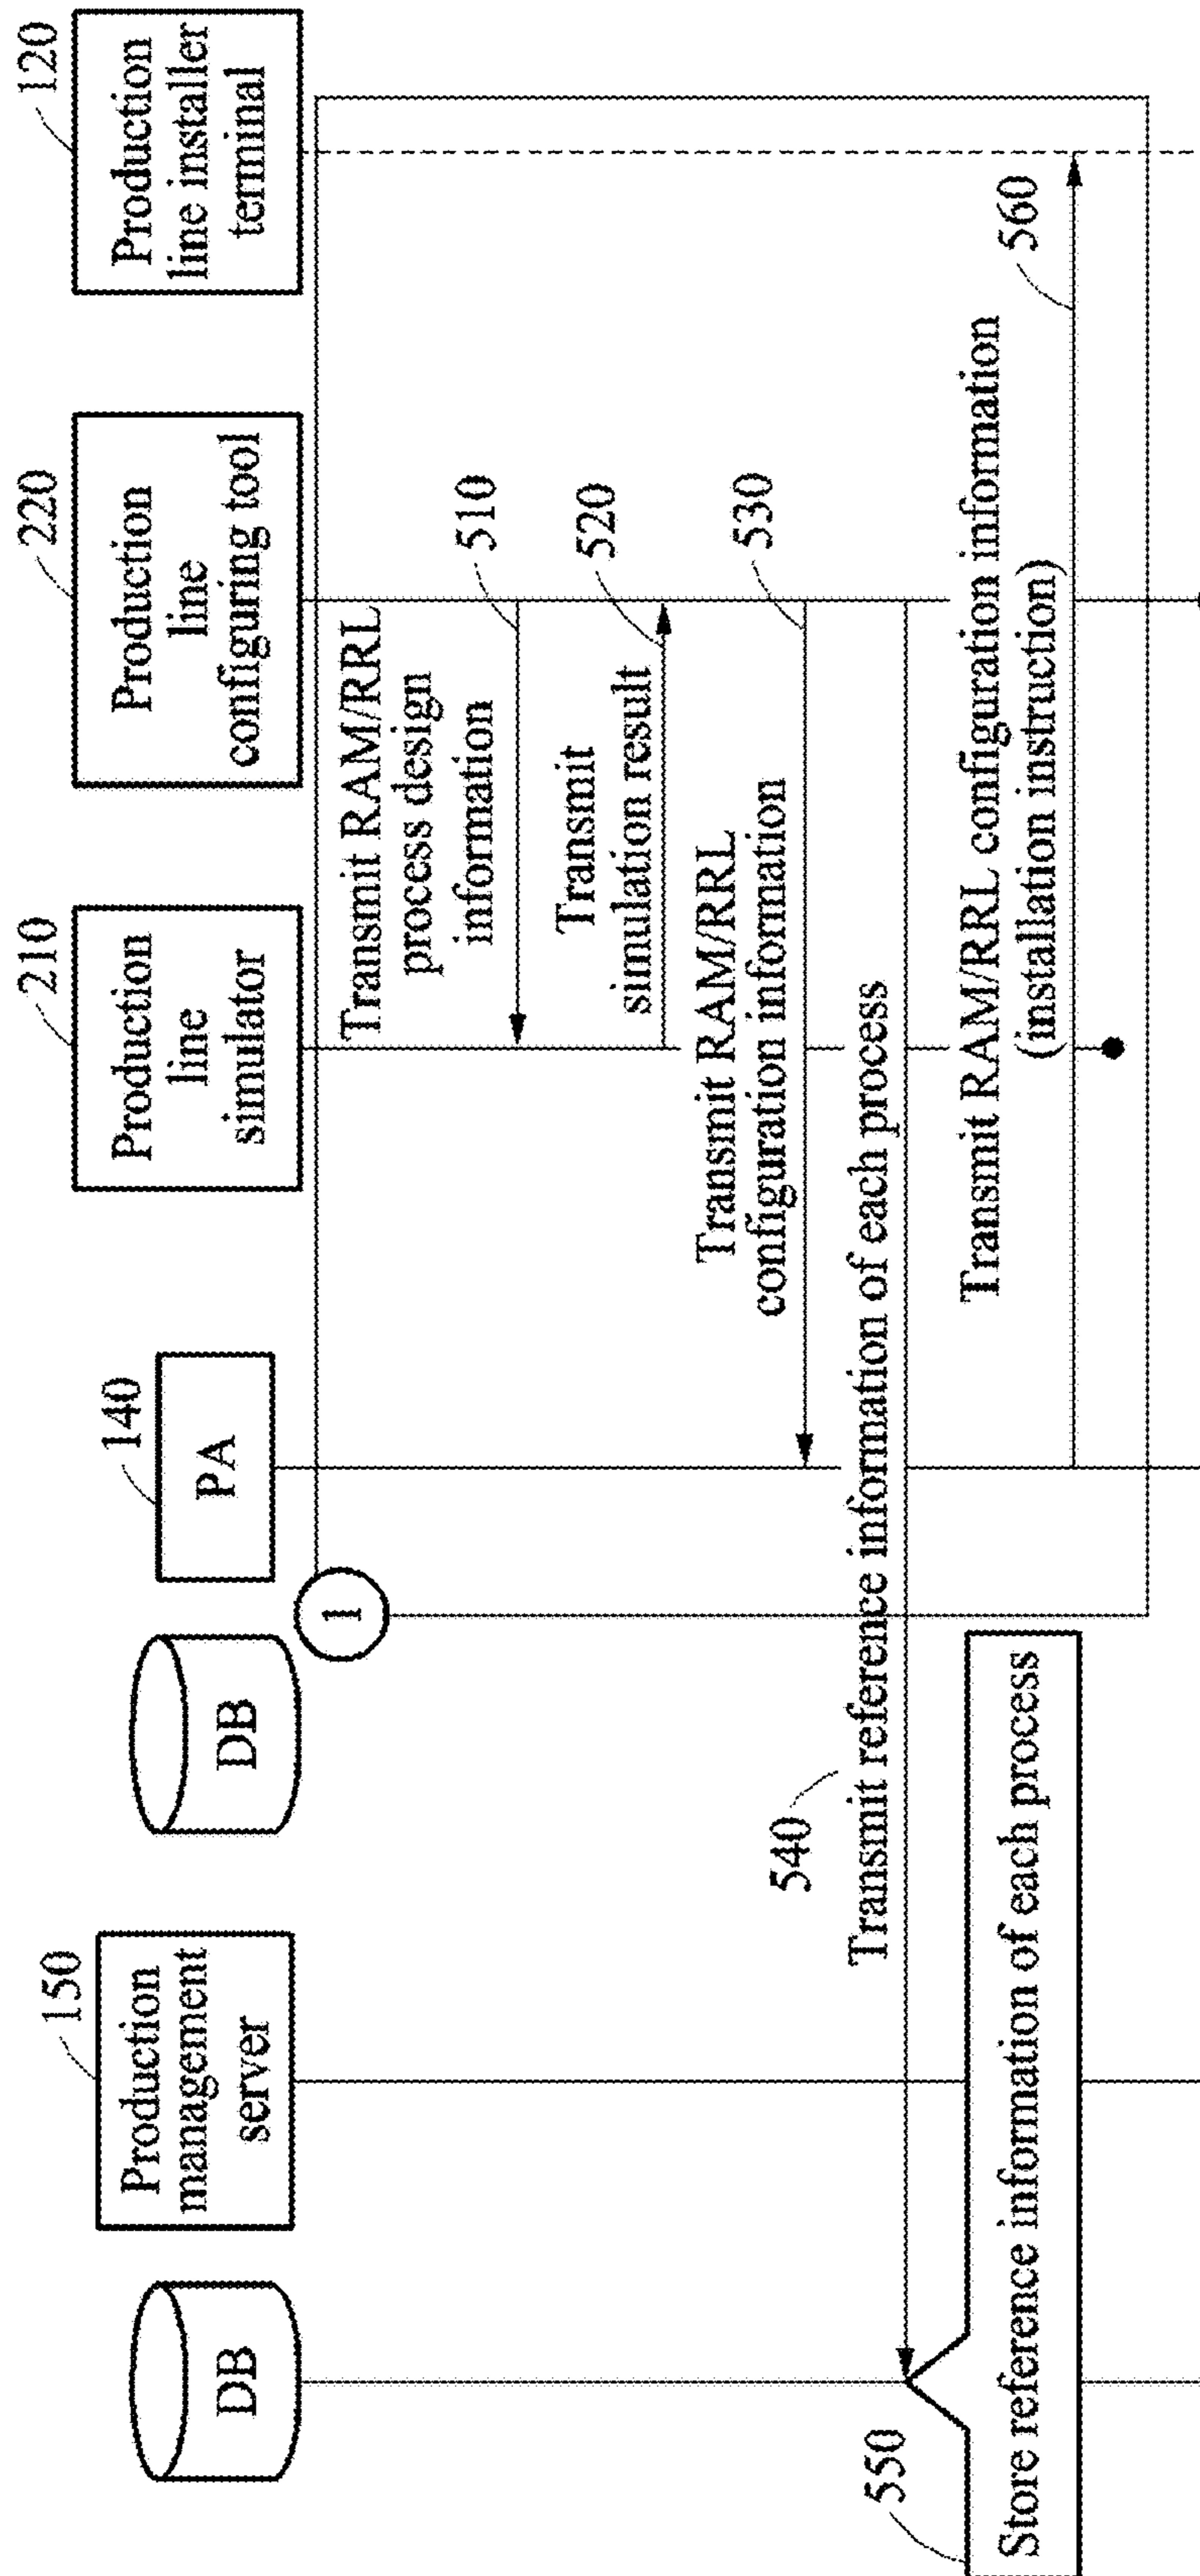 DB
150
Production
management
server
DB
140
PA
210
Production
line
simulator
220
Production
line
configuring tool
120
Production
line installer
terminal
1
Transmit RAM/RRL
process design
information
510
Transmit
simulation result
520
Transmit RAM/RRL
configuration information
530
540
Transmit reference information of each process
550
Store reference information of each process
Transmit RAM/RRL configuration information
(installation instruction)
560